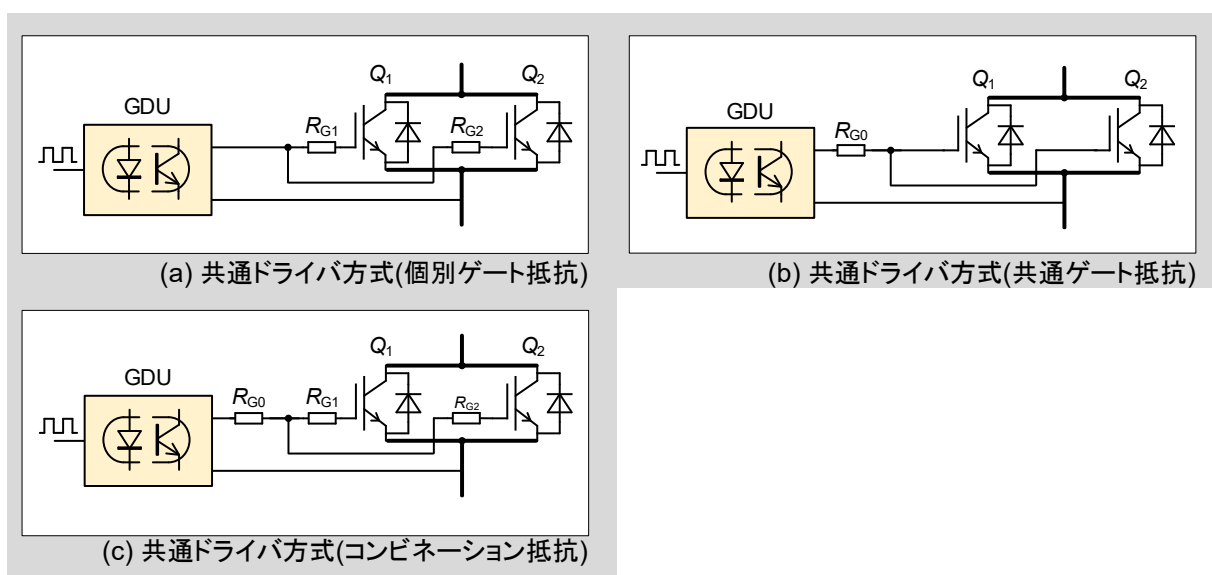 GDU
RG1
Q1
RG2
Q2
(a) 共通ドライバ方式(個別ゲート抵抗)
GDU
RG0
Q1
Q2
(b) 共通ドライバ方式(共通ゲート抵抗)
GDU
RG0
RG1
Q1
RG2
Q2
(c) 共通ドライバ方式(コンビネーション抵抗)